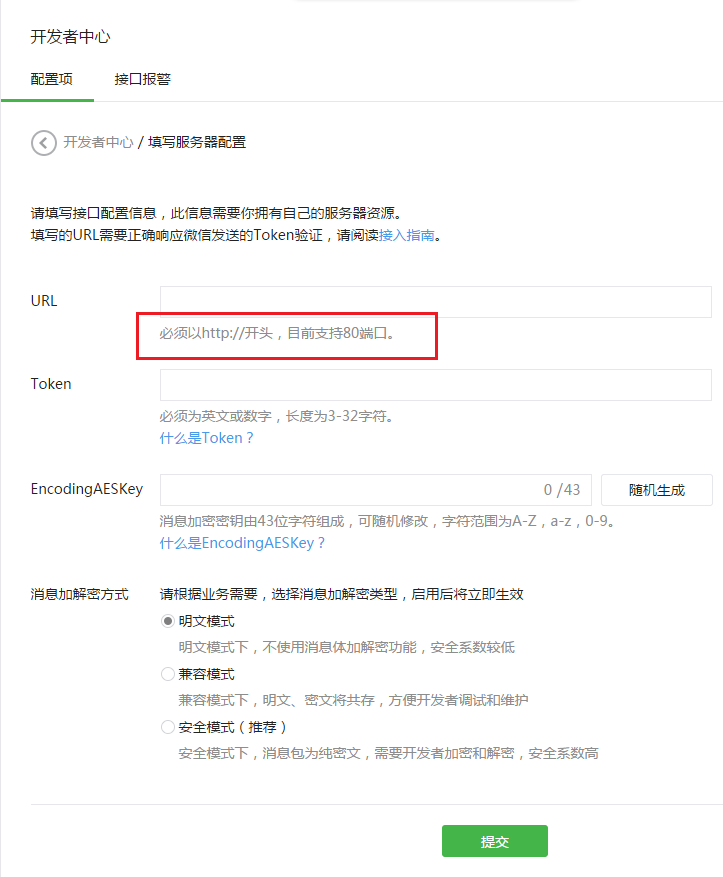 开发者中心
配置项 接口报警
开发者中心 / 填写服务器配置
请填写接口配置信息，此信息需要你拥有自己的服务器资源。
填写的URL需要正确响应微信发送的Token验证，请阅读接入指南。
URL
必须以http://开头，目前支持80端口。
Token
必须为英文或数字，长度为3-32字符。
什么是Token？
EncodingAESKey 0 /43 随机生成
消息加密密钥由43位字符组成，可随机修改，字符范围为A-Z，a-z，0-9。
什么是EncodingAESKey？
消息加解密方式 请根据业务需要，选择消息加解密类型，启用后将立即生效
明文模式
明文模式下，不使用消息体加解密功能，安全系数较低
兼容模式
兼容模式下，明文、密文将共存，方便开发者调试和维护
安全模式（推荐）
安全模式下，消息包为纯密文，需要开发者加密和解密，安全系数高
提交